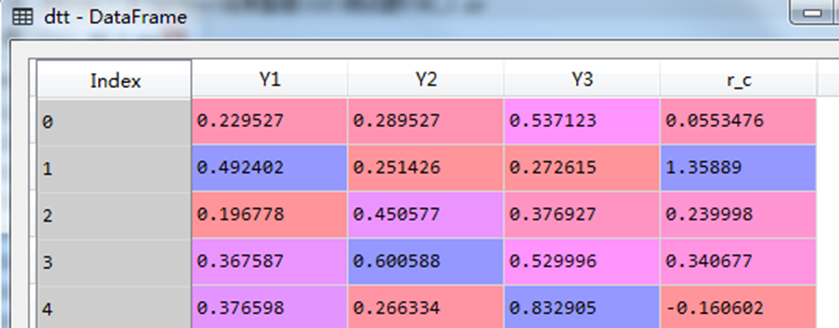 dtt - DataFrame
Index Y1 Y2 Y3 r_c
0 0.229527 0.289527 0.537123 0.0553476
1 0.492402 0.251426 0.272615 1.35889
2 0.196778 0.450577 0.376927 0.239998
3 0.367587 0.600588 0.529996 0.340677
4 0.376598 0.266334 0.832905 -0.160602